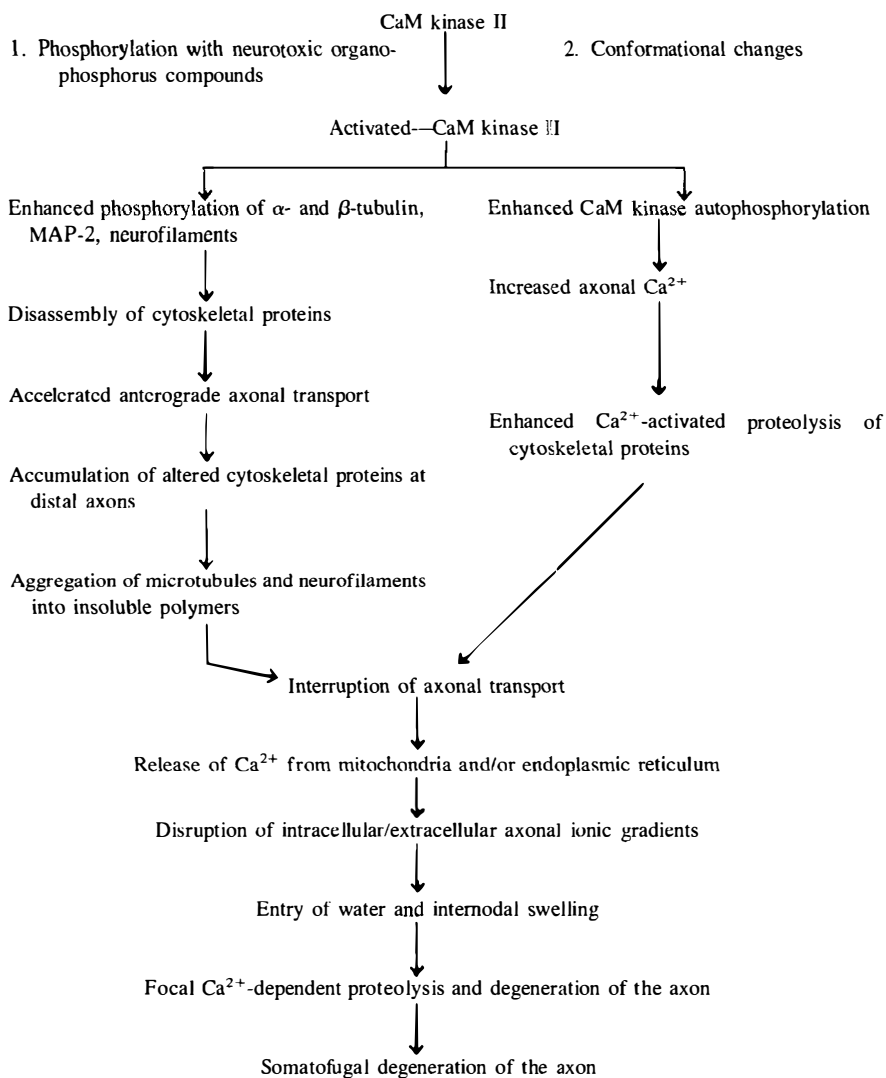 CaM kinase II
1. Phosphorylation with neurotoxic organo-
phosphorus compounds
2. Conformational changes
Activated-—CaM kinase II
Enhanced phosphorylation of α- and β-tubulin,
MAP-2, neurofilaments
Enhanced CaM kinase autophosphorylation
Increased axonal Ca²⁺
Disassembly of cytoskeletal proteins
Accelerated anterograde axonal transport
Enhanced Ca²⁺-activated proteolysis of
cytoskeletal proteins
Accumulation of altered cytoskeletal proteins at
distal axons
Aggregation of microtubules and neurofilaments
into insoluble polymers
Interruption of axonal transport
Release of Ca²⁺ from mitochondria and/or endoplasmic reticulum
Disruption of intracellular/extracellular axonal ionic gradients
Entry of water and internodal swelling
Focal Ca²⁺-dependent proteolysis and degeneration of the axon
Somatofugal degeneration of the axon